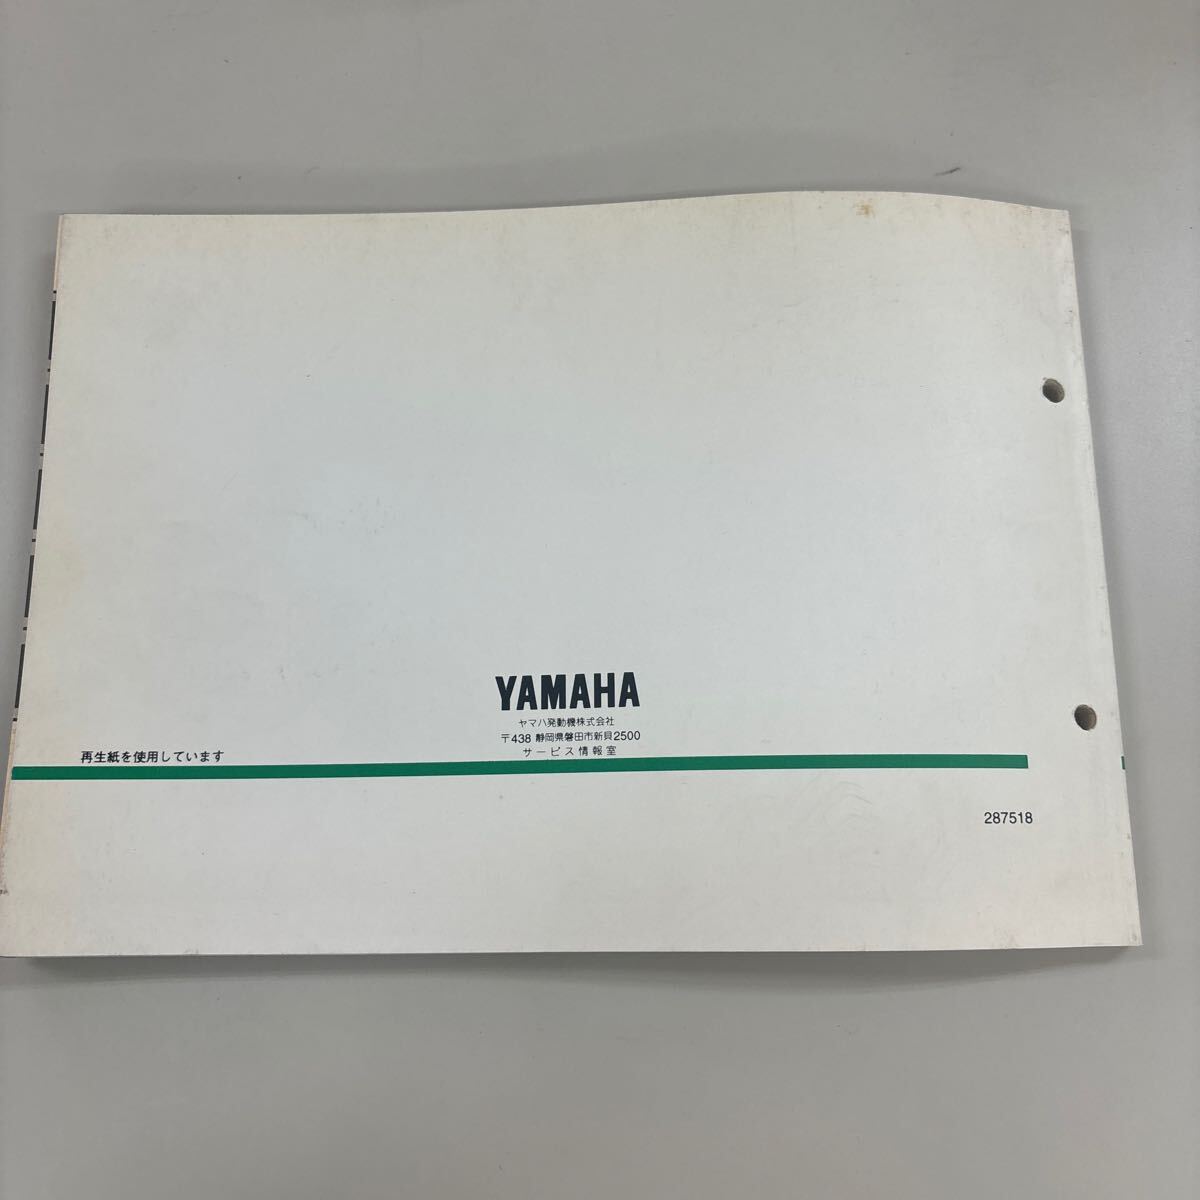 YAMAHA
ヤマハ発動機株式会社
〒438 静岡県磐田市新貝2500
サービス情報室
再生紙を使用しています
287518